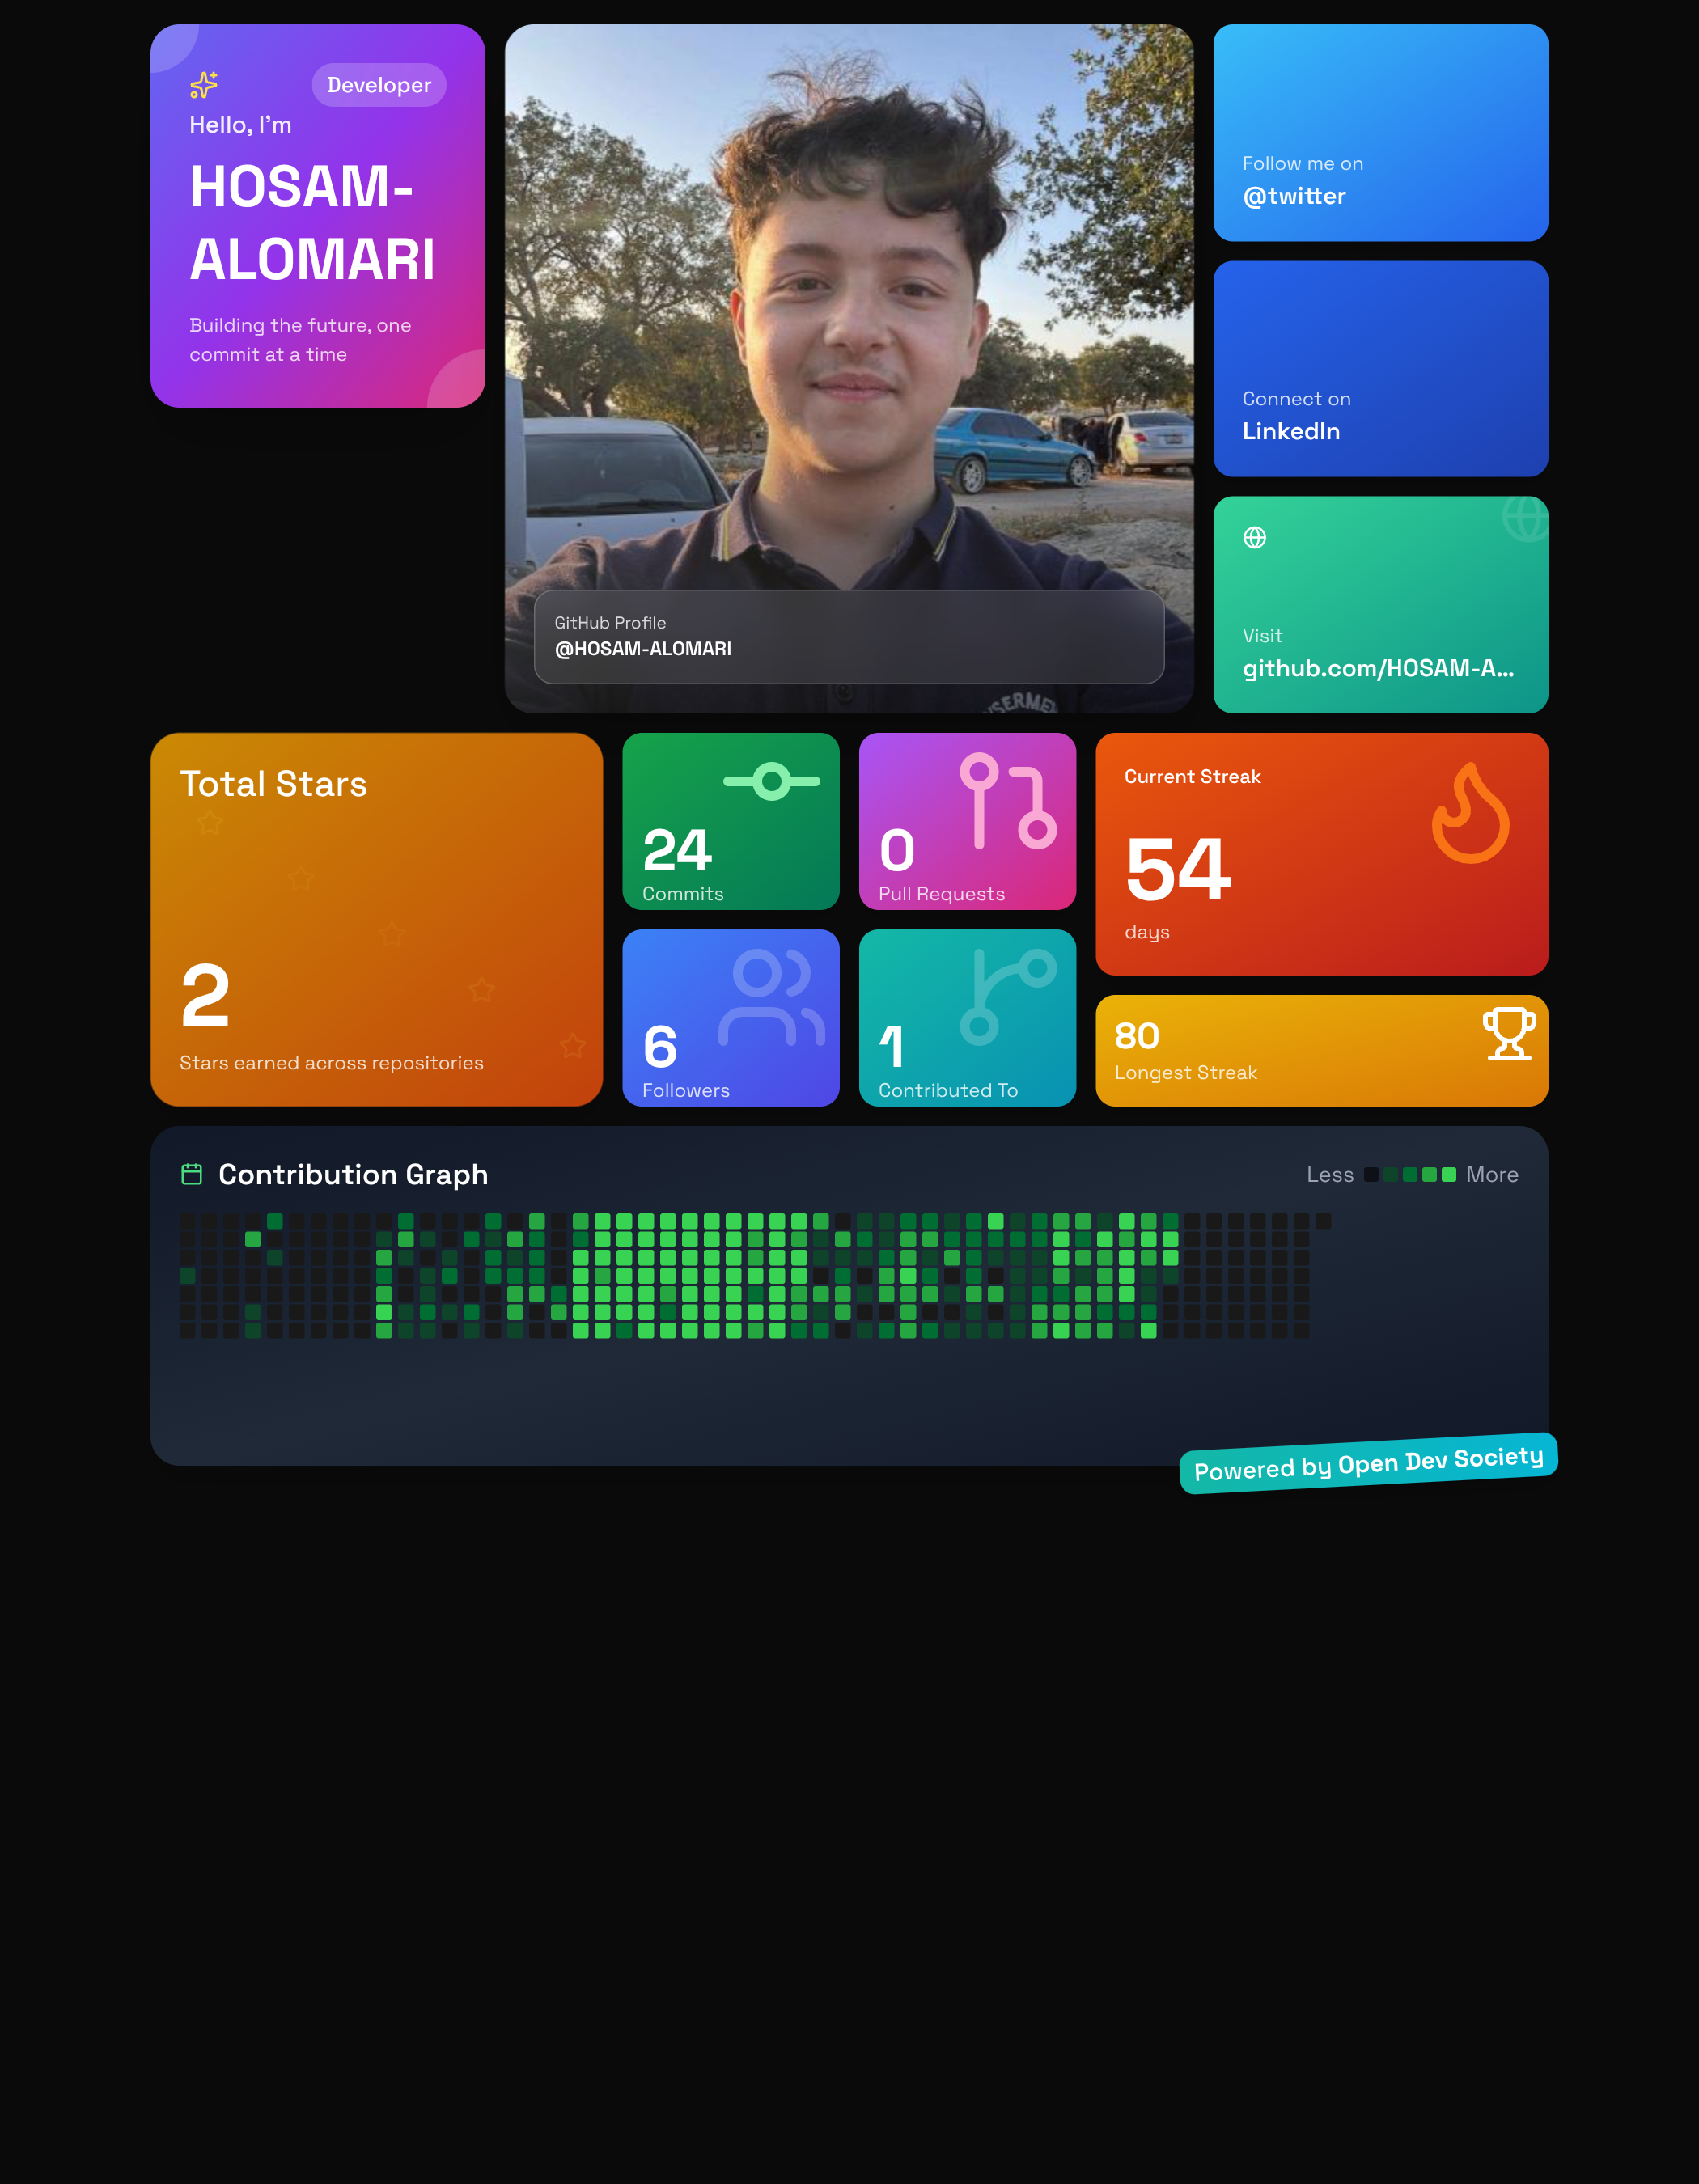 Developer
Hello, I'm
HOSAM-
ALOMARI
Building the future, one
commit at a time
GitHub Profile
@HOSAM-ALOMARI
Follow me on
@twitter
Connect on
LinkedIn
Visit
github.com/HOSAM-A...
Total Stars
2
Stars earned across repositories
24
Commits
0
Pull Requests
6
Followers
1
Contributed To
Current Streak
54
days
80
Longest Streak
Contribution Graph
Less
More
Powered by Open Dev Society